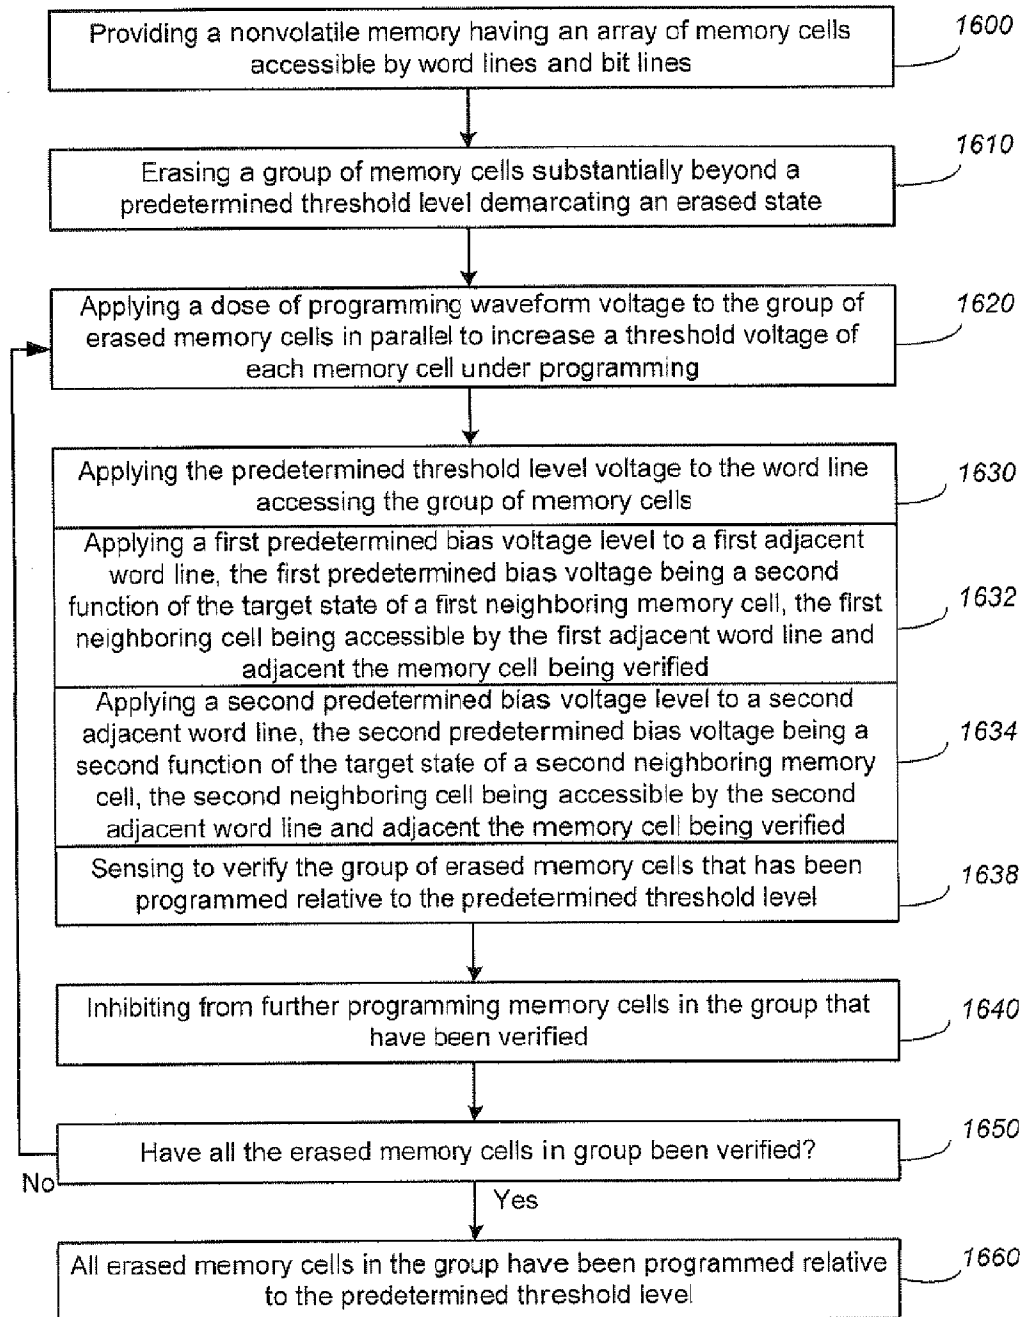 Providing a nonvolatile memory having an array of memory cells
accessible by word lines and bit lines
1600
Erasing a group of memory cells substantially beyond a
predetermined threshold level demarcating an erased state
1610
Applying a dose of programming waveform voltage to the group of
erased memory cells in parallel to increase a threshold voltage of
each memory cell under programming
1620
Applying the predetermined threshold level voltage to the word line
accessing the group of memory cells
1630
Applying a first predetermined bias voltage level to a first adjacent
word line, the first predetermined bias voltage being a second
function of the target state of a first neighboring memory cell, the first
neighboring cell being accessible by the first adjacent word line and
adjacent the memory cell being verified
1632
Applying a second predetermined bias voltage level to a second
adjacent word line, the second predetermined bias voltage being a
second function of the target state of a second neighboring memory
cell, the second neighboring cell being accessible by the second
adjacent word line and adjacent the memory cell being verified
1634
Sensing to verify the group of erased memory cells that has been
programmed relative to the predetermined threshold level
1638
Inhibiting from further programming memory cells in the group that
have been verified
1640
Have all the erased memory cells in group been verified?
1650
No
Yes
All erased memory cells in the group have been programmed relative
to the predetermined threshold level
1660